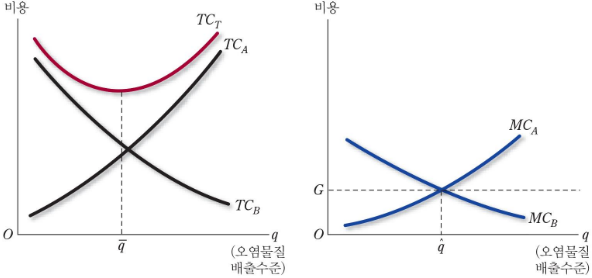 비용
TC_T
TC_A
TC_B
O
q̄
q
(오염물질
배출수준)
비용
MC_A
G
MC_B
O
q̂
q
(오염물질
배출수준)